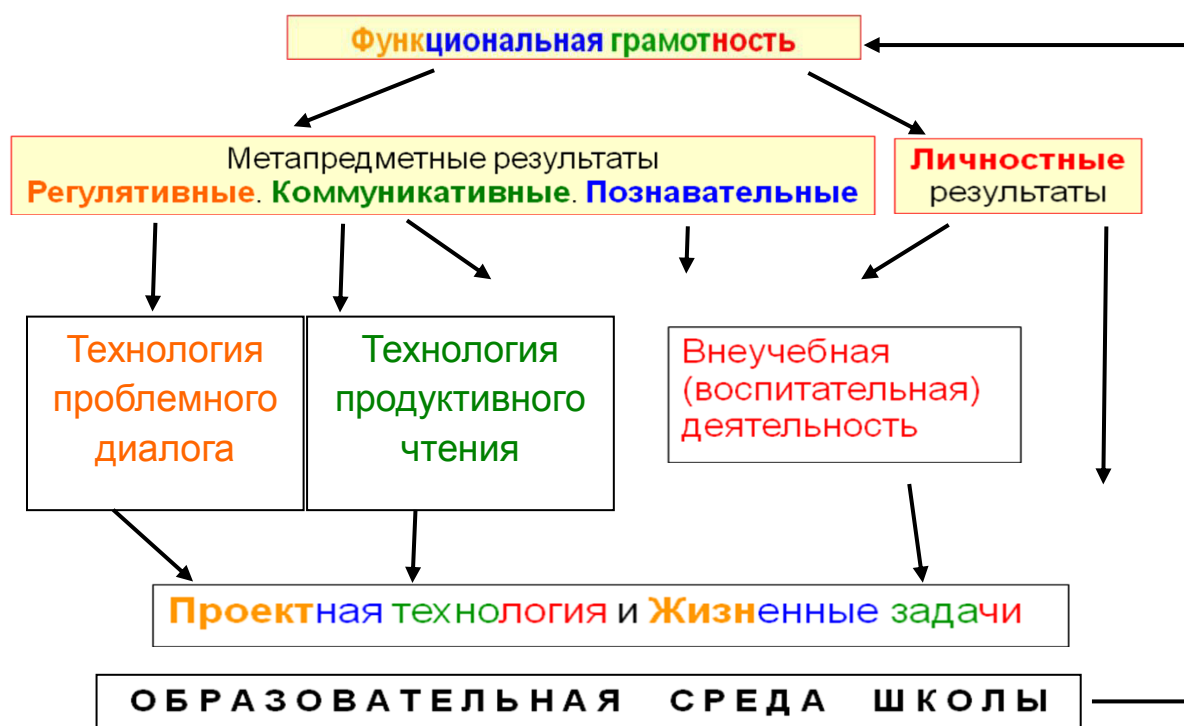 Функциональная грамотность
Метапредметные результаты
Регулятивные. Коммуникативные. Познавательные
Личностные
результаты
Технология
проблемного
диалога
Технология
продуктивного
чтения
Внеучебная
(воспитательная)
деятельность
Проектная технология и Жизненные задачи
ОБРАЗОВАТЕЛЬНАЯ СРЕДА ШКОЛЫ